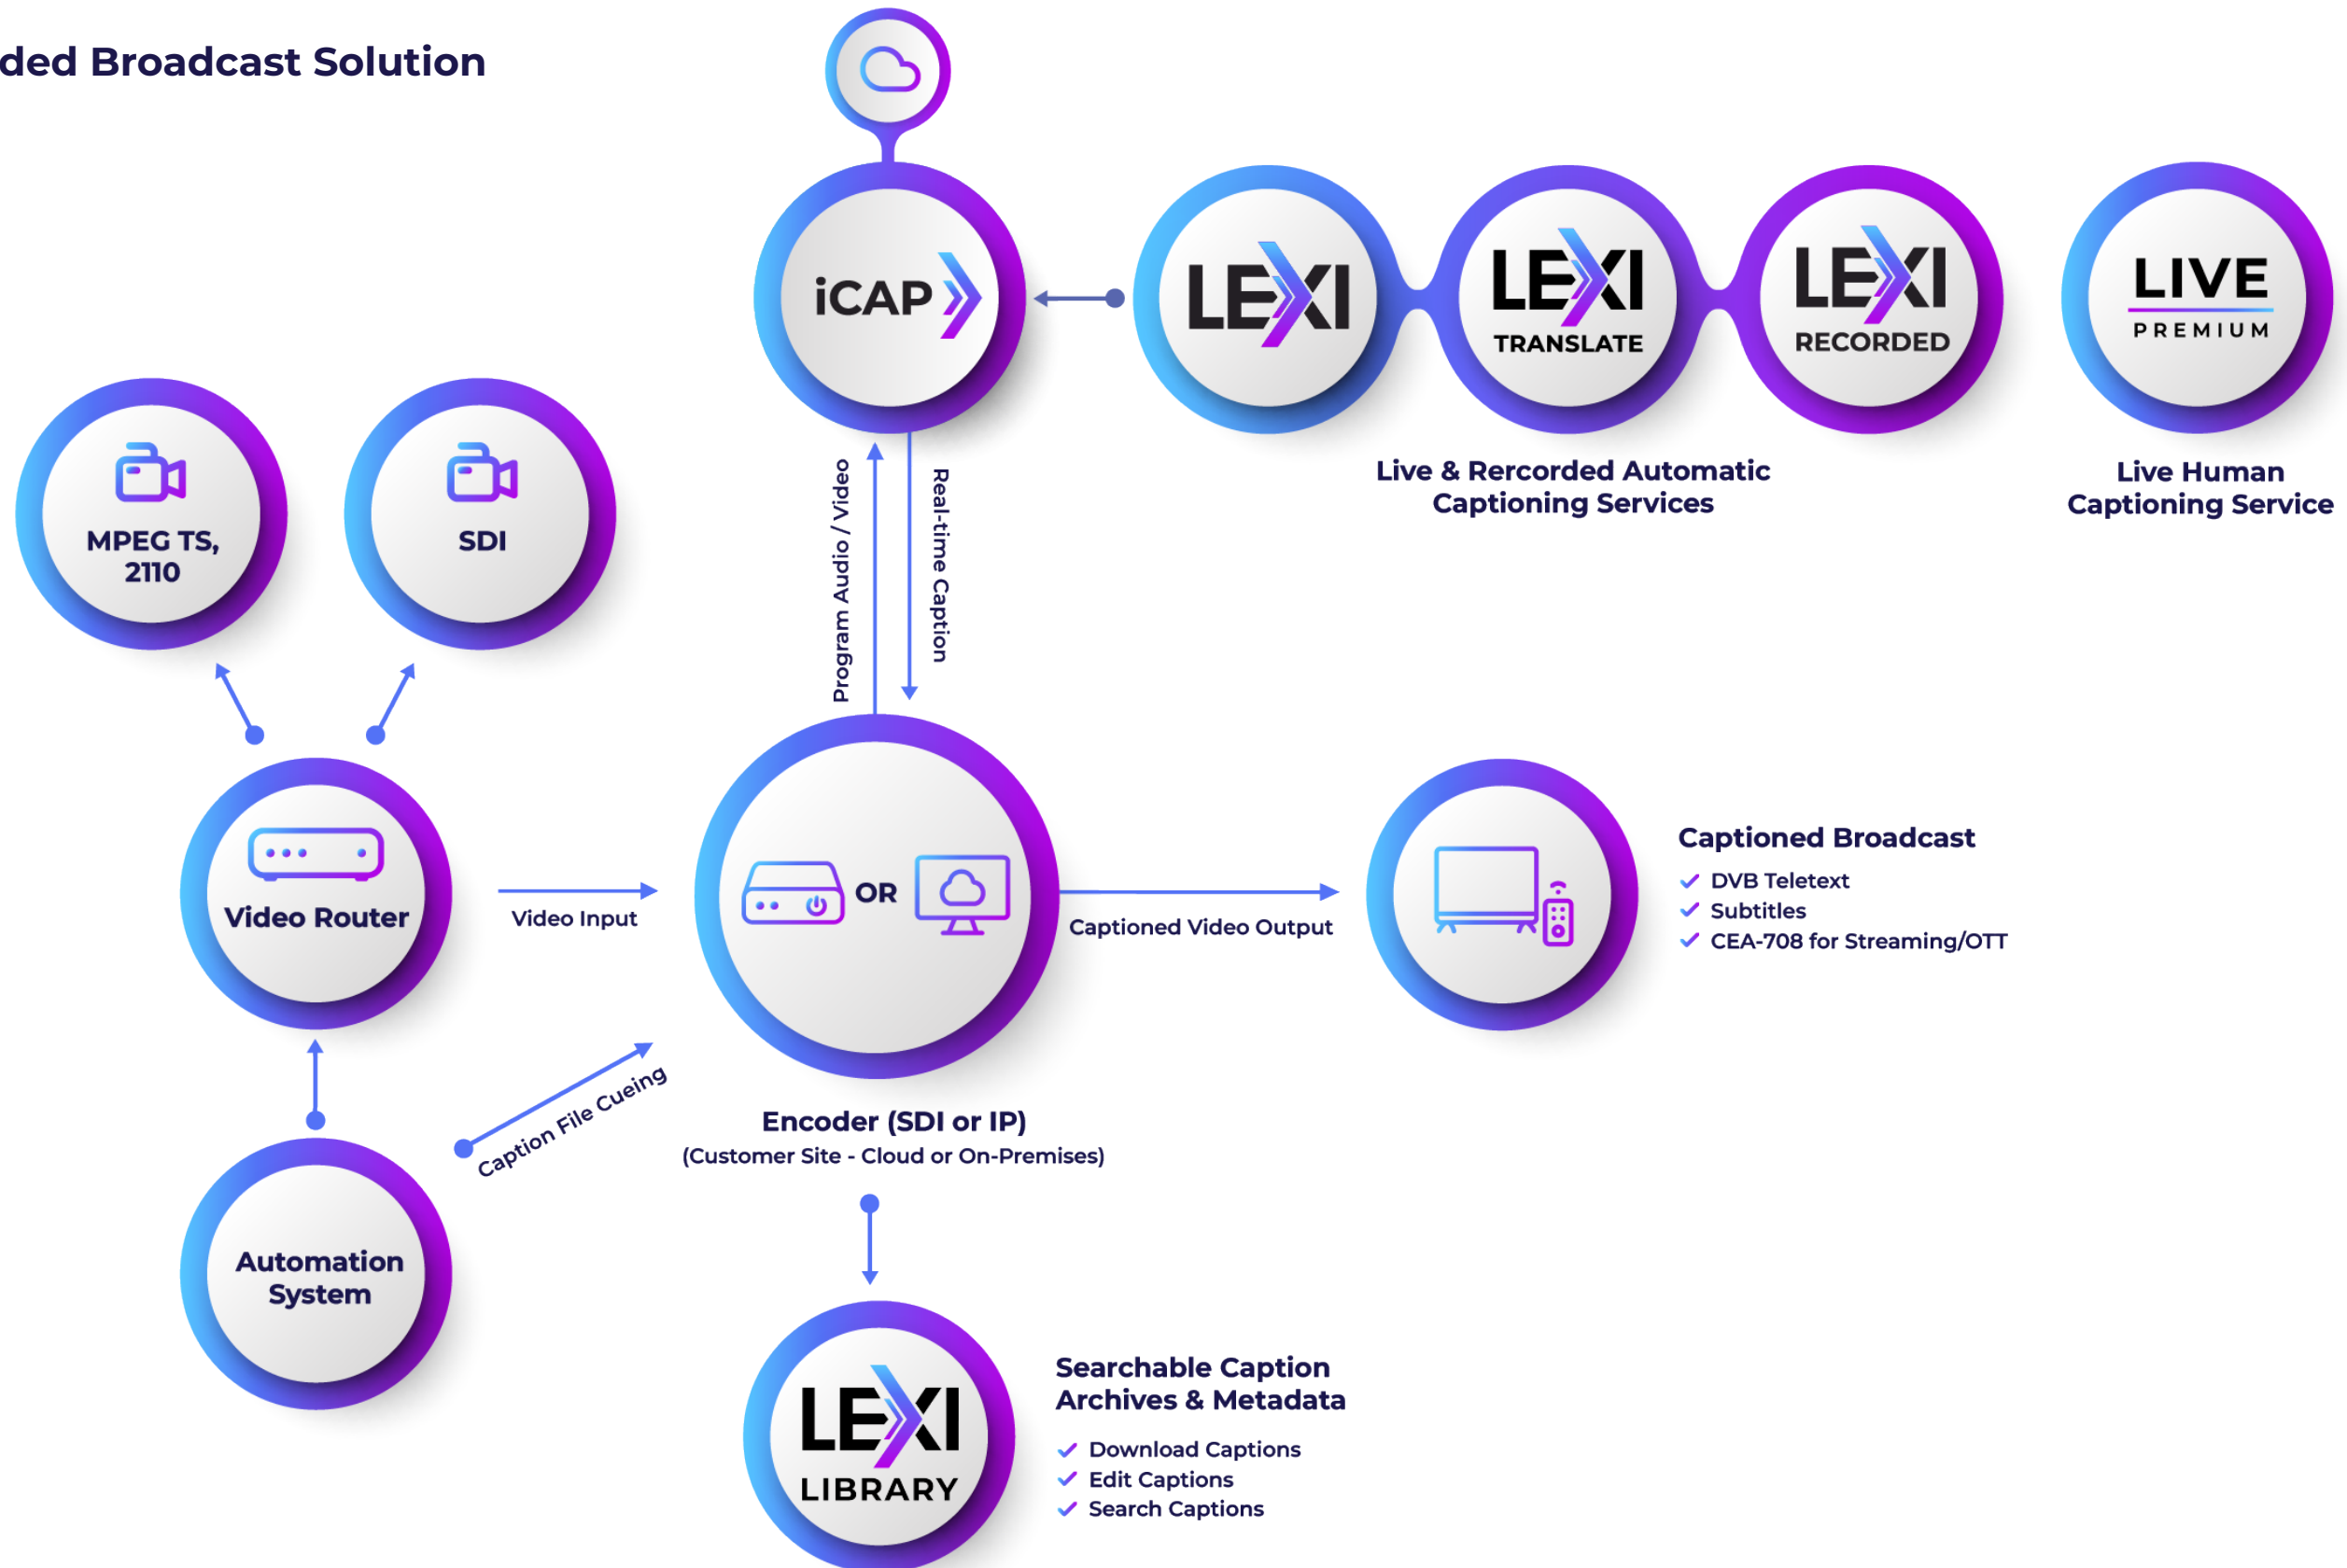 ded Broadcast Solution
iCAP
LEXI
LEXI
TRANSLATE
LEXI
RECORDED
LIVE
PREMIUM
Live & Rercorded Automatic
Captioning Services
Live Human
Captioning Service
MPEG TS,
2110
SDI
Program Audio / Video
Real-time Caption
Video Router
Video Input
OR
Captioned Video Output
Captioned Broadcast
DVB Teletext
Subtitles
CEA-708 for Streaming/OTT
Caption File Cueing
Encoder (SDI or IP)
(Customer Site - Cloud or On-Premises)
Automation
System
LEXI
LIBRARY
Searchable Caption
Archives & Metadata
Download Captions
Edit Captions
Search Captions